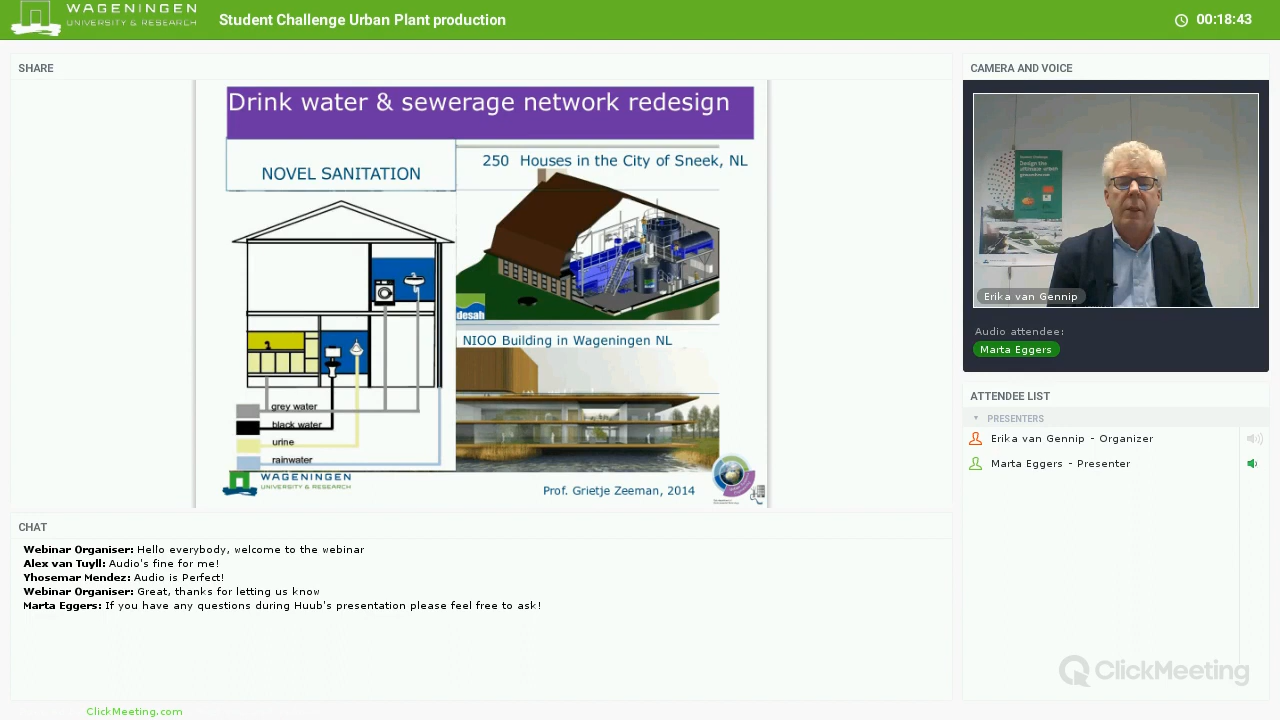 WAGENINGEN
UNIVERSITY & RESEARCH
Student Challenge Urban Plant production
00:18:43
SHARE
Drink water & sewerage network redesign
NOVEL SANITATION
250 Houses in the City of Sneek, NL
desah
NIOO Building in Wageningen NL
grey water
black water
urine
rainwater
WAGENINGEN
UNIVERSITY & RESEARCH
Prof. Grietje Zeeman, 2014
CAMERA AND VOICE
Design the
ultimate urban
greenhouse
Erika van Gennip
Audio attendee:
Marta Eggers
ATTENDEE LIST
PRESENTERS
Erika van Gennip - Organizer
Marta Eggers - Presenter
CHAT
Webinar Organiser: Hello everybody, welcome to the webinar
Alex van Tuyll: Audio's fine for me!
Yhosemar Mendez: Audio is Perfect!
Webinar Organiser: Great, thanks for letting us know
Marta Eggers: If you have any questions during Huub's presentation please feel free to ask!
ClickMeeting
ClickMeeting.com